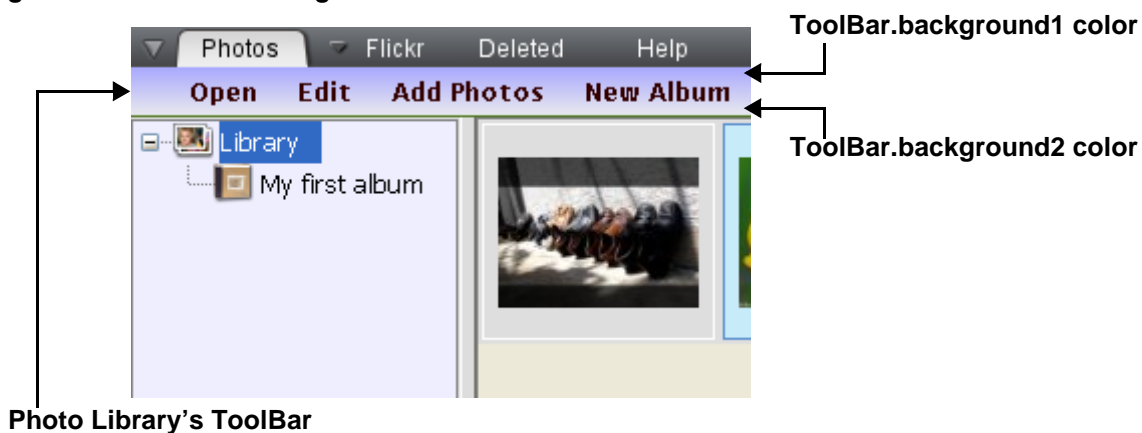 ToolBar.background1 color
Photos Flickr Deleted Help
Open Edit Add Photos New Album
Library
ToolBar.background2 color
My first album
Photo Library’s ToolBar